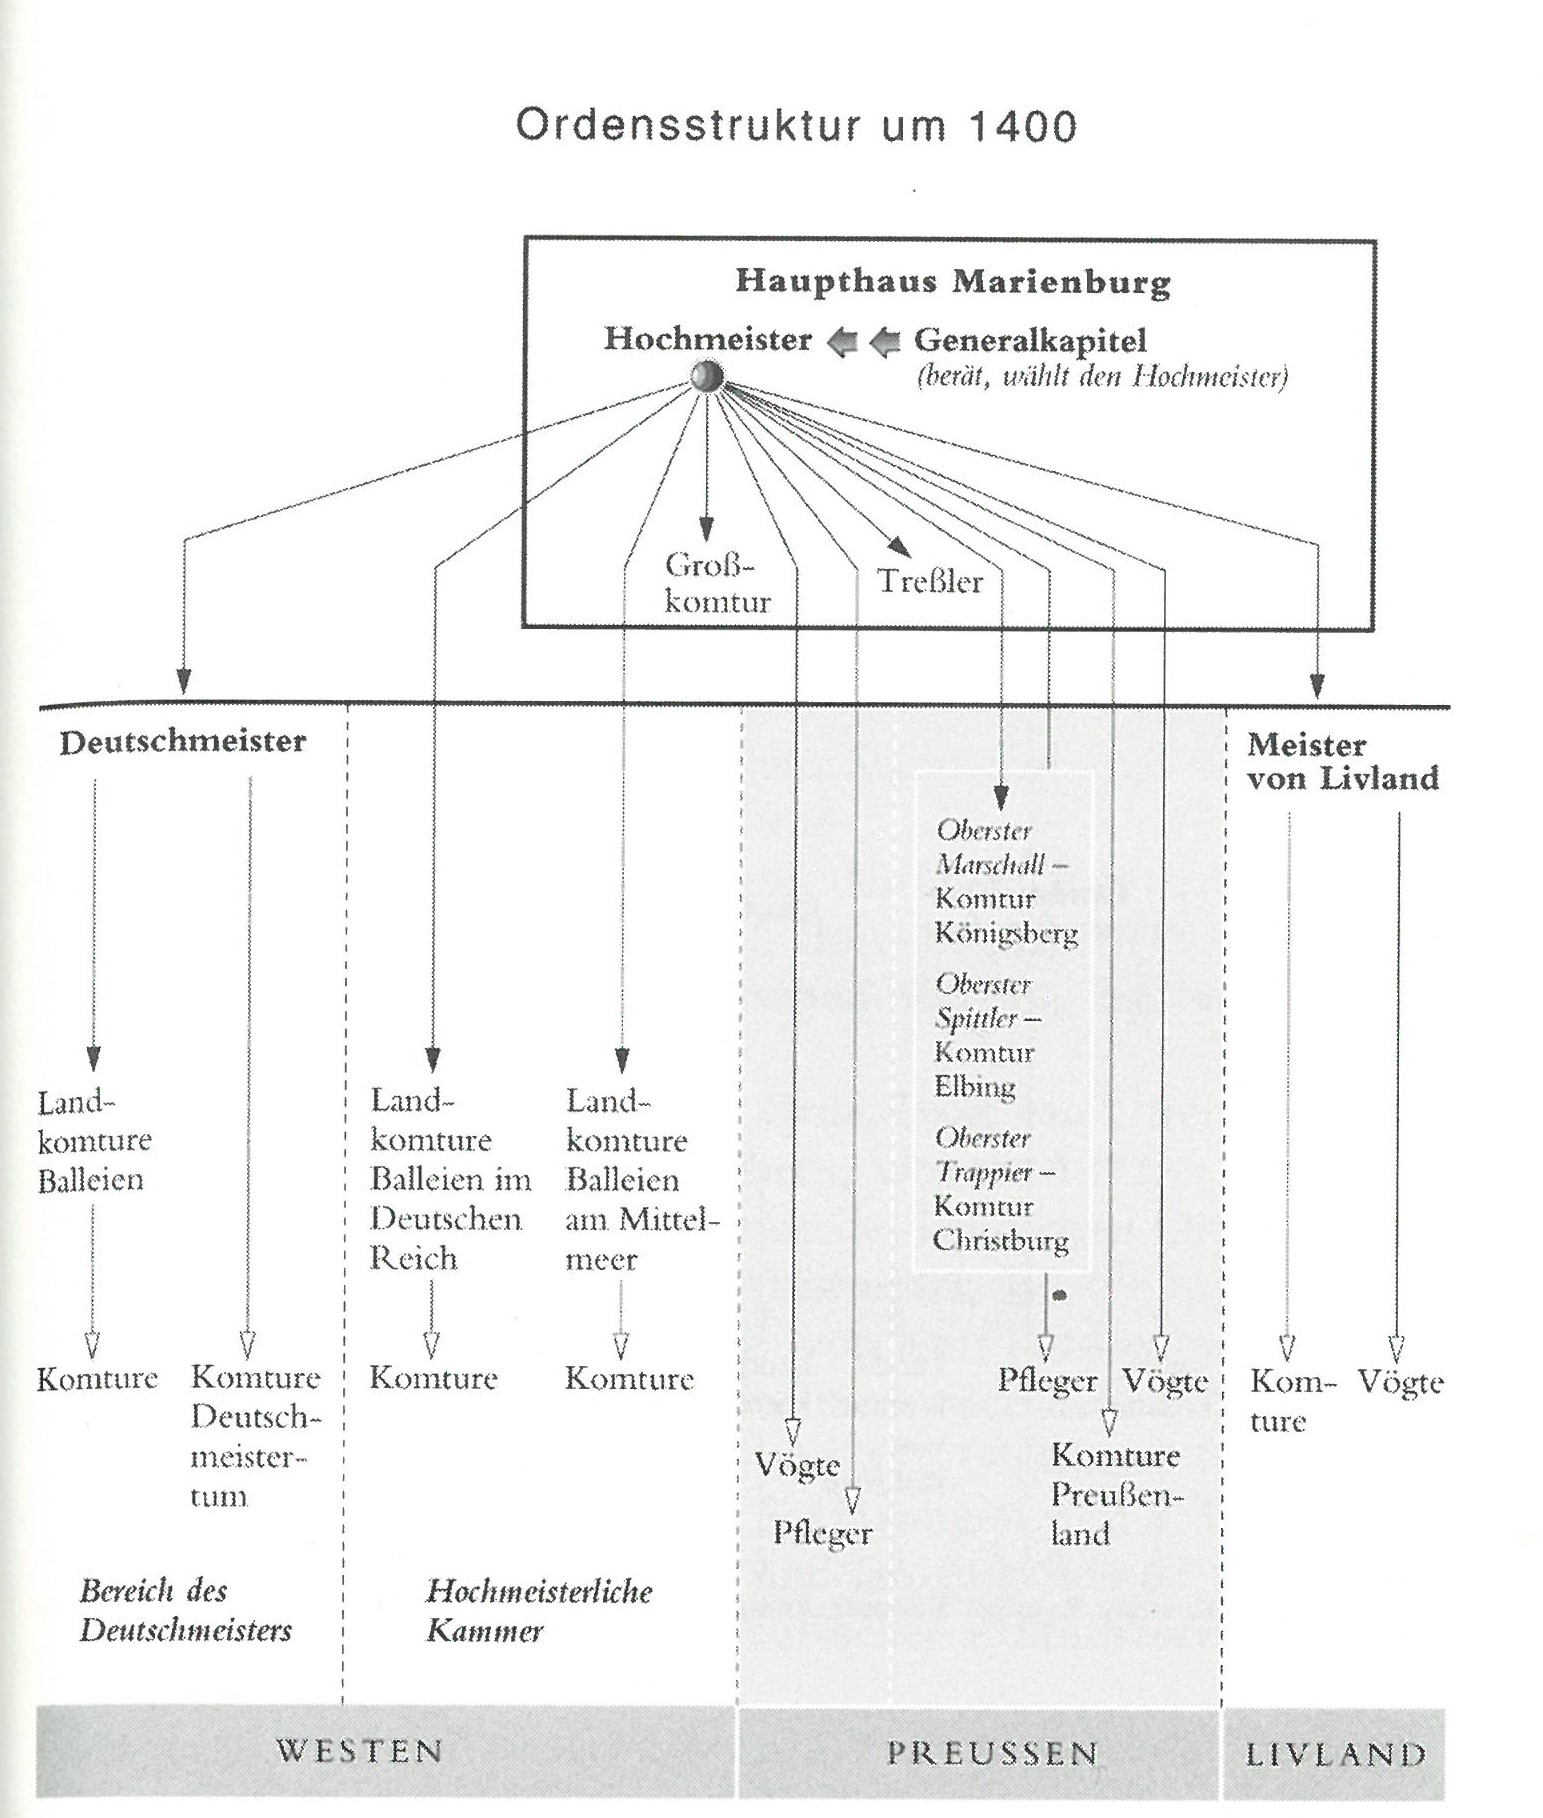 Ordensstruktur um 1400
Haupthaus Marienburg
Hochmeister
Generalkapitel
(berät, wählt den Hochmeister)
Groß-
komtur
Treßler
Deutschmeister
Meister
von Livland
Oberster
Marschall –
Komtur
Königsberg
Oberster
Spittler –
Komtur
Elbing
Oberster
Trappier –
Komtur
Christburg
Land-
komture
Balleien
Land-
komture
Balleien im
Deutschen
Reich
Land-
komture
Balleien
am Mittel-
meer
Komture
Komture
Deutsch-
meister-
tum
Komture
Komture
Vögte
Pfleger
Pfleger
Vögte
Komture
Preußen-
land
Kom-
ture
Vögte
Bereich des
Deutschmeisters
Hochmeisterliche
Kammer
WESTEN
PREUSSEN
LIVLAND